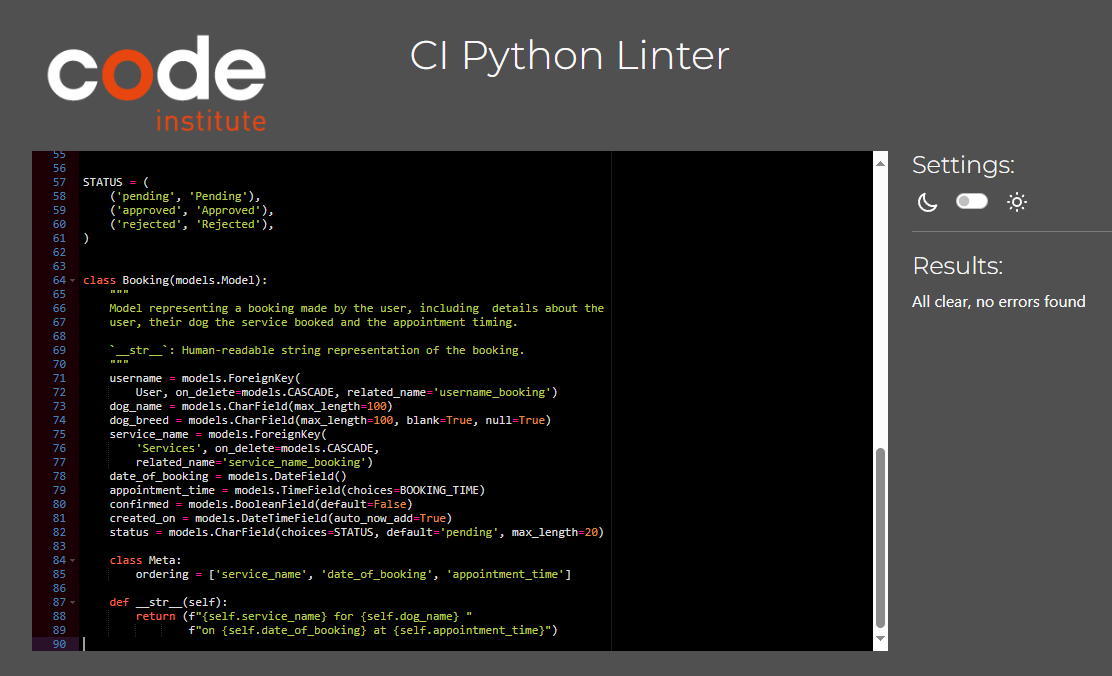 code
institute
CI Python Linter
55
56
57 STATUS = (
58     ('pending', 'Pending'),
59     ('approved', 'Approved'),
60     ('rejected', 'Rejected'),
61 )
62
63
64 class Booking(models.Model):
65     """
66     Model representing a booking made by the user, including  details about the
67     user, their dog the service booked and the appointment timing.
68
69     `__str__`: Human-readable string representation of the booking.
70     """
71     username = models.ForeignKey(
72         User, on_delete=models.CASCADE, related_name='username_booking')
73     dog_name = models.CharField(max_length=100)
74     dog_breed = models.CharField(max_length=100, blank=True, null=True)
75     service_name = models.ForeignKey(
76         'Services', on_delete=models.CASCADE,
77         related_name='service_name_booking')
78     date_of_booking = models.DateField()
79     appointment_time = models.TimeField(choices=BOOKING_TIME)
80     confirmed = models.BooleanField(default=False)
81     created_on = models.DateTimeField(auto_now_add=True)
82     status = models.CharField(choices=STATUS, default='pending', max_length=20)
83
84     class Meta:
85         ordering = ['service_name', 'date_of_booking', 'appointment_time']
86
87     def __str__(self):
88         return (f"{self.service_name} for {self.dog_name} "
89                 f"on {self.date_of_booking} at {self.appointment_time}")
90
Settings:
Results:
All clear, no errors found